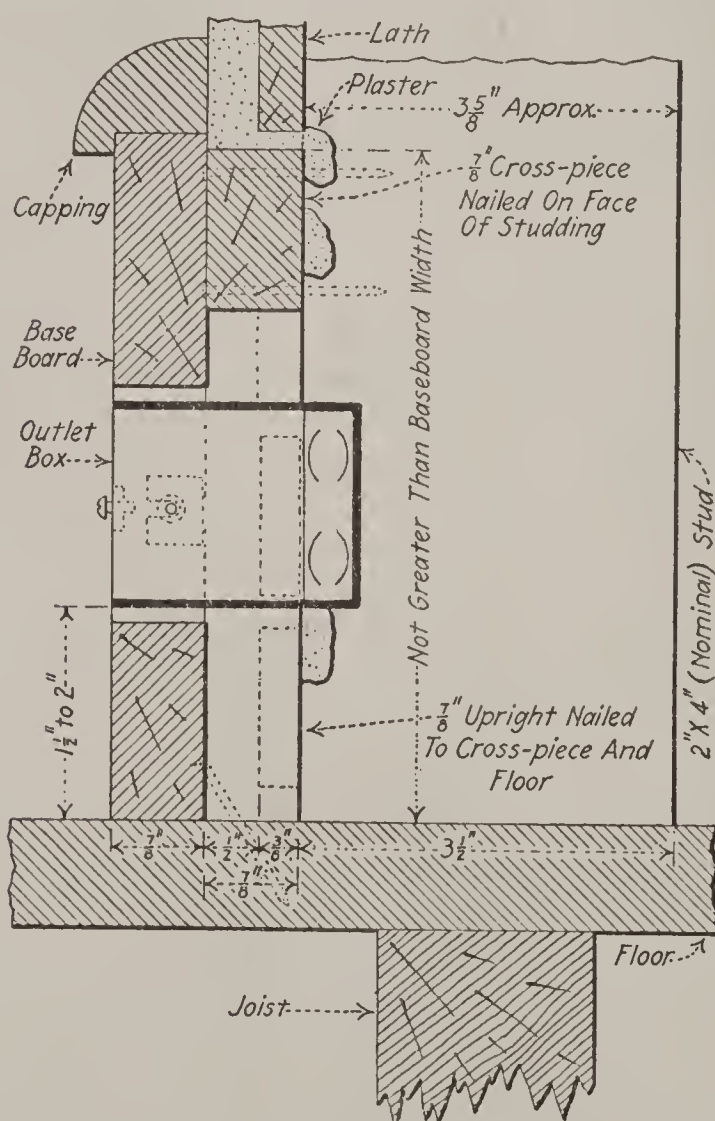 Lath
Plaster
3 5/8" Approx.
Capping
7/8" Cross-piece
Nailed On Face
Of Studding
Base
Board
Outlet
Box
Not Greater Than Baseboard Width
2" X 4" (Nominal) Stud
1 1/2" to 2"
7/8" Upright Nailed
To Cross-piece And
Floor
7/8" 1/2" 3/8" 3 1/2"
7/8"
Floor
Joist